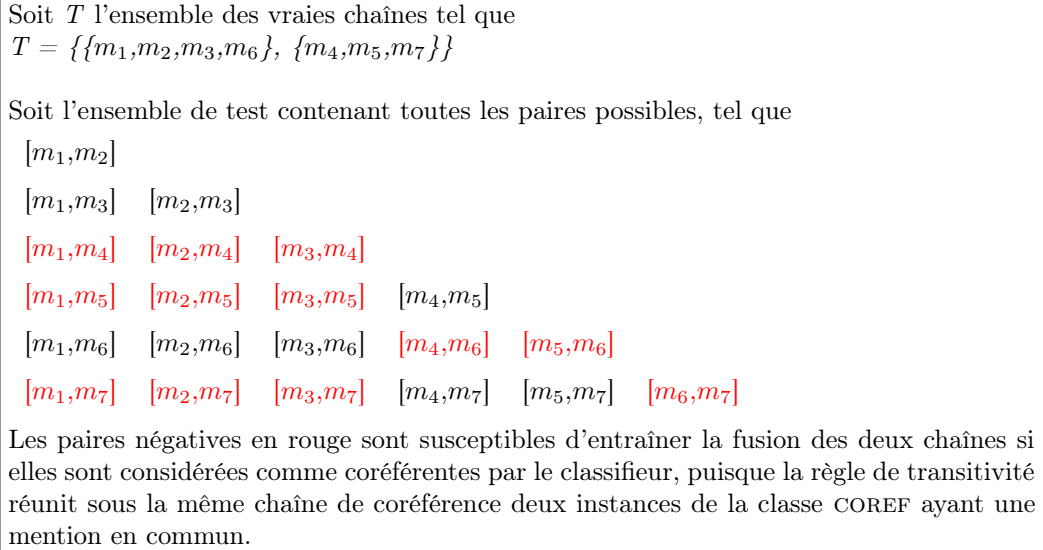 Soit T l'ensemble des vraies chaînes tel que
T = {{m₁,m₂,m₃,m₆}, {m₄,m₅,m₇}}
Soit l'ensemble de test contenant toutes les paires possibles, tel que
[m₁,m₂]
[m₁,m₃] [m₂,m₃]
[m₁,m₄] [m₂,m₄] [m₃,m₄]
[m₁,m₅] [m₂,m₅] [m₃,m₅] [m₄,m₅]
[m₁,m₆] [m₂,m₆] [m₃,m₆] [m₄,m₆] [m₅,m₆]
[m₁,m₇] [m₂,m₇] [m₃,m₇] [m₄,m₇] [m₅,m₇] [m₆,m₇]
Les paires négatives en rouge sont susceptibles d'entraîner la fusion des deux chaînes si
elles sont considérées comme coréférentes par le classifieur, puisque la règle de transitivité
réunit sous la même chaîne de coréférence deux instances de la classe COREF ayant une
mention en commun.